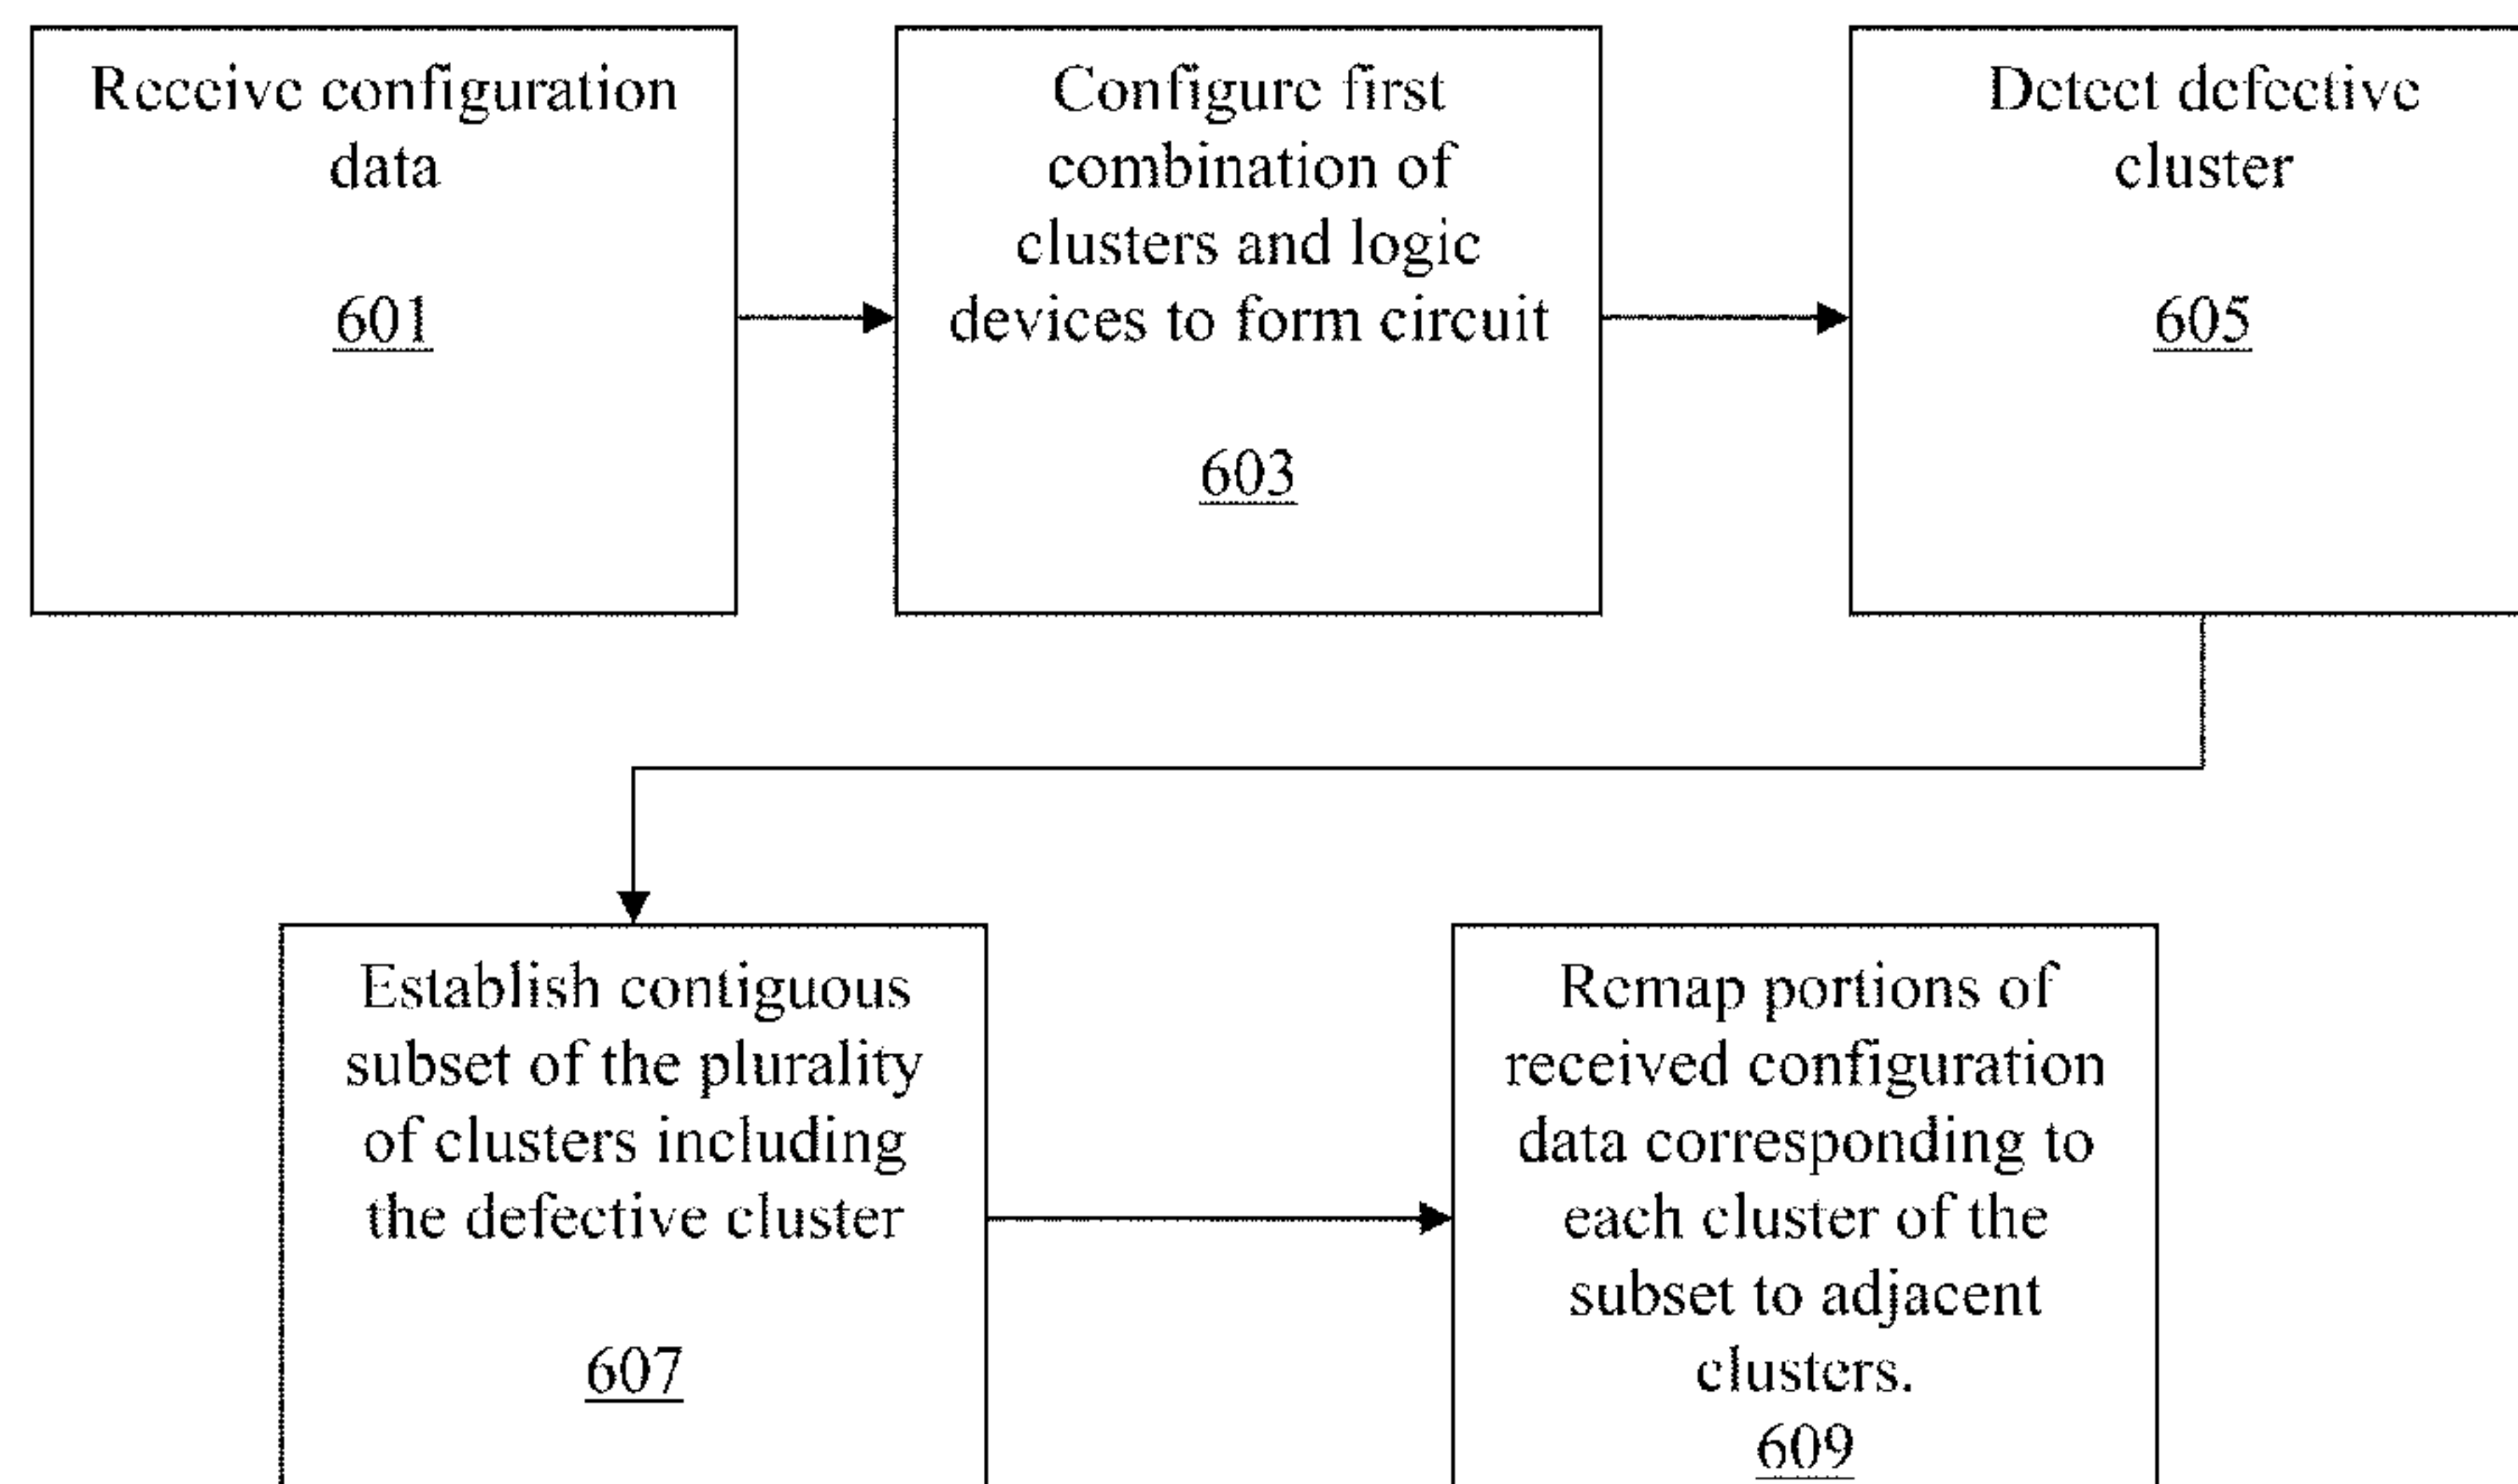 Receive configuration
data
601
Configure first
combination of
clusters and logic
devices to form circuit
603
Detect defective
cluster
605
Establish contiguous
subset of the plurality
of clusters including
the defective cluster
607
Remap portions of
received configuration
data corresponding to
each cluster of the
subset to adjacent
clusters.
609